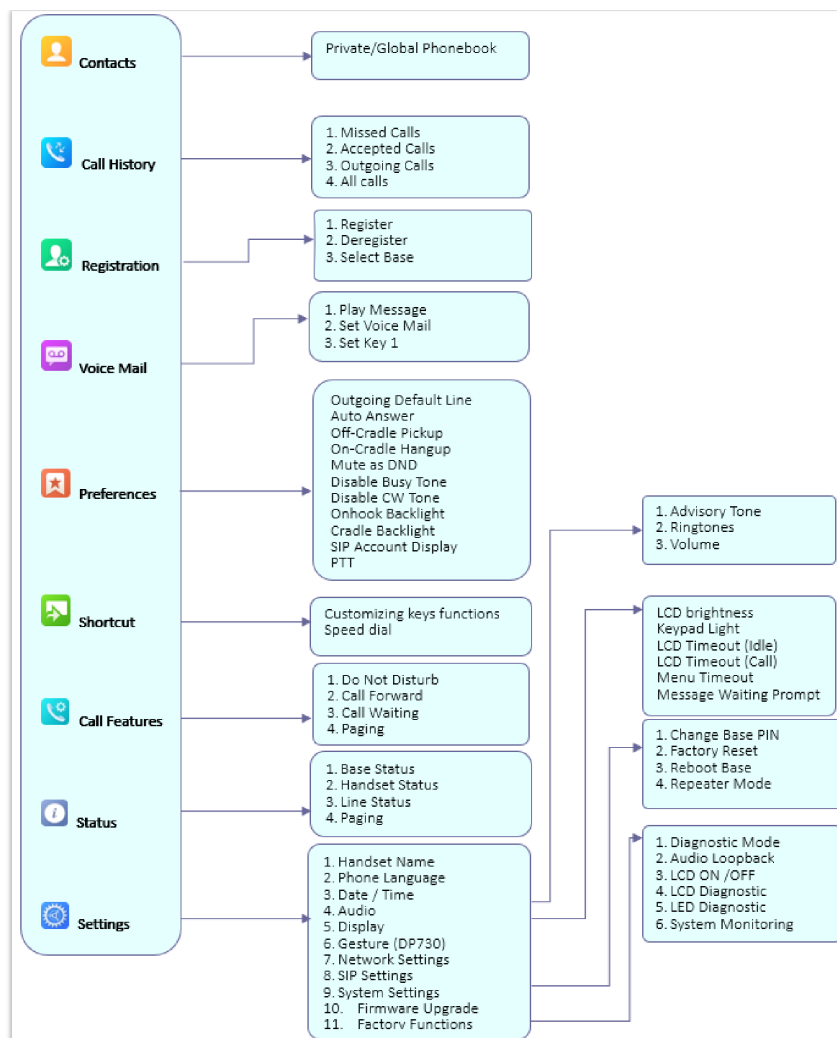 Contacts
Private/Global Phonebook
Call History
1. Missed Calls
2. Accepted Calls
3. Outgoing Calls
4. All calls
Registration
1. Register
2. Deregister
3. Select Base
Voice Mail
1. Play Message
2. Set Voice Mail
3. Set Key 1
Preferences
Outgoing Default Line
Auto Answer
Off-Cradle Pickup
On-Cradle Hangup
Mute as DND
Disable Busy Tone
Disable CW Tone
Onhook Backlight
Cradle Backlight
SIP Account Display
PTT
Shortcut
Customizing keys functions
Speed dial
Call Features
1. Do Not Disturb
2. Call Forward
3. Call Waiting
4. Paging
Status
1. Base Status
2. Handset Status
3. Line Status
4. Paging
Settings
1. Handset Name
2. Phone Language
3. Date / Time
4. Audio
5. Display
6. Gesture (DP730)
7. Network Settings
8. SIP Settings
9. System Settings
10. Firmware Upgrade
11. Factory Functions
1. Advisory Tone
2. Ringtones
3. Volume
LCD brightness
Keypad Light
LCD Timeout (Idle)
LCD Timeout (Call)
Menu Timeout
Message Waiting Prompt
1. Change Base PIN
2. Factory Reset
3. Reboot Base
4. Repeater Mode
1. Diagnostic Mode
2. Audio Loopback
3. LCD ON /OFF
4. LCD Diagnostic
5. LED Diagnostic
6. System Monitoring